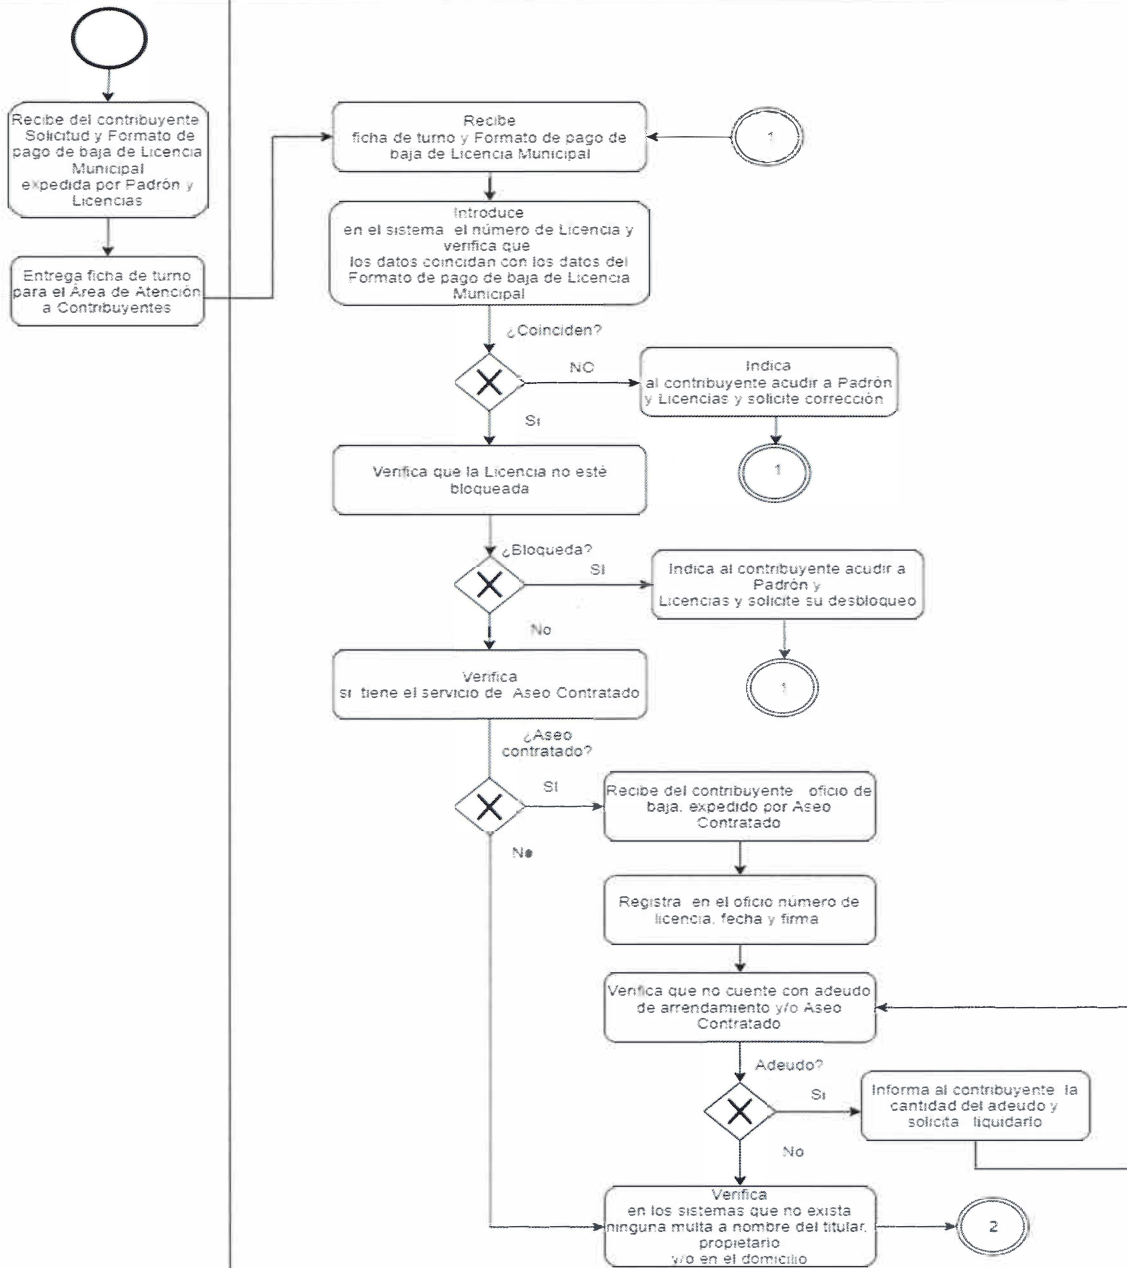 Recibe del contribuyente
Solicitud y Formato de
pago de baja de Licencia
Municipal
expedida por Padrón y
Licencias
Entrega ficha de turno
para el Área de Atención
a Contribuyentes
Recibe
ficha de turno y Formato de pago de
baja de Licencia Municipal
1
Introduce
en el sistema el número de Licencia y
verifica que
los datos coincidan con los datos del
Formato de pago de baja de Licencia
Municipal
¿Coinciden?
NO
Indica
al contribuyente acudir a Padrón
y Licencias y solicite corrección
Si
1
Verifica que la Licencia no esté
bloqueada
¿Bloqueda?
SI
Indica al contribuyente acudir a
Padrón y
Licencias y solicite su desbloqueo
No
1
Verifica
si tiene el servicio de Aseo Contratado
¿Aseo
contratado?
SI
Recibe del contribuyente oficio de
baja, expedido por Aseo
Contratado
No
Registra en el oficio número de
licencia, fecha y firma
Verifica que no cuente con adeudo
de arrendamiento y/o Aseo
Contratado
Adeudo?
Si
Informa al contribuyente la
cantidad del adeudo y
solicita liquidarlo
No
Verifica
en los sistemas que no exista
ninguna multa a nombre del titular,
propietario
y/o en el domicilio
2